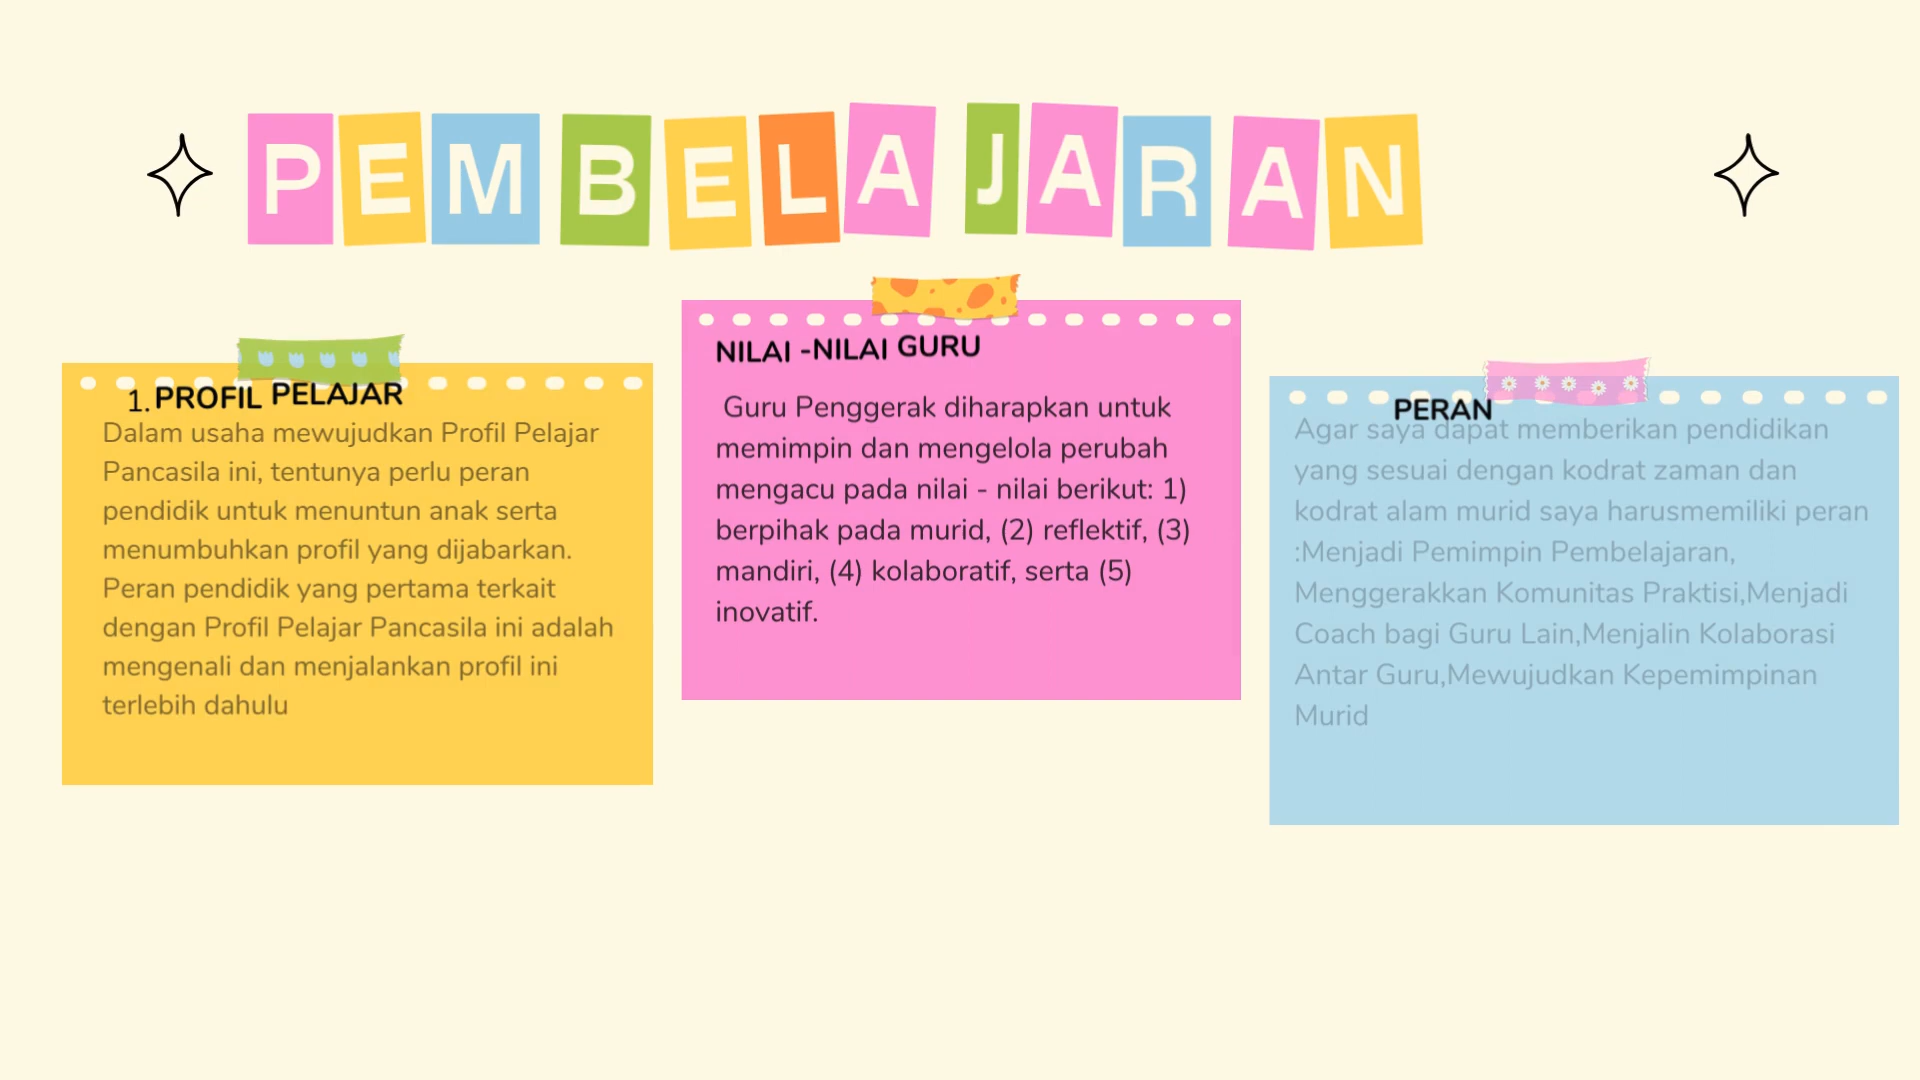 PEMBELAJARAN
1. PROFIL PELAJAR
Dalam usaha mewujudkan Profil Pelajar
Pancasila ini, tentunya perlu peran
pendidik untuk menuntun anak serta
menumbuhkan profil yang dijabarkan.
Peran pendidik yang pertama terkait
dengan Profil Pelajar Pancasila ini adalah
mengenali dan menjalankan profil ini
terlebih dahulu
NILAI -NILAI GURU
Guru Penggerak diharapkan untuk
memimpin dan mengelola perubah
mengacu pada nilai - nilai berikut: 1)
berpihak pada murid, (2) reflektif, (3)
mandiri, (4) kolaboratif, serta (5)
inovatif.
PERAN
Agar saya dapat memberikan pendidikan
yang sesuai dengan kodrat zaman dan
kodrat alam murid saya harusmemiliki peran
:Menjadi Pemimpin Pembelajaran,
Menggerakkan Komunitas Praktisi,Menjadi
Coach bagi Guru Lain,Menjalin Kolaborasi
Antar Guru,Mewujudkan Kepemimpinan
Murid